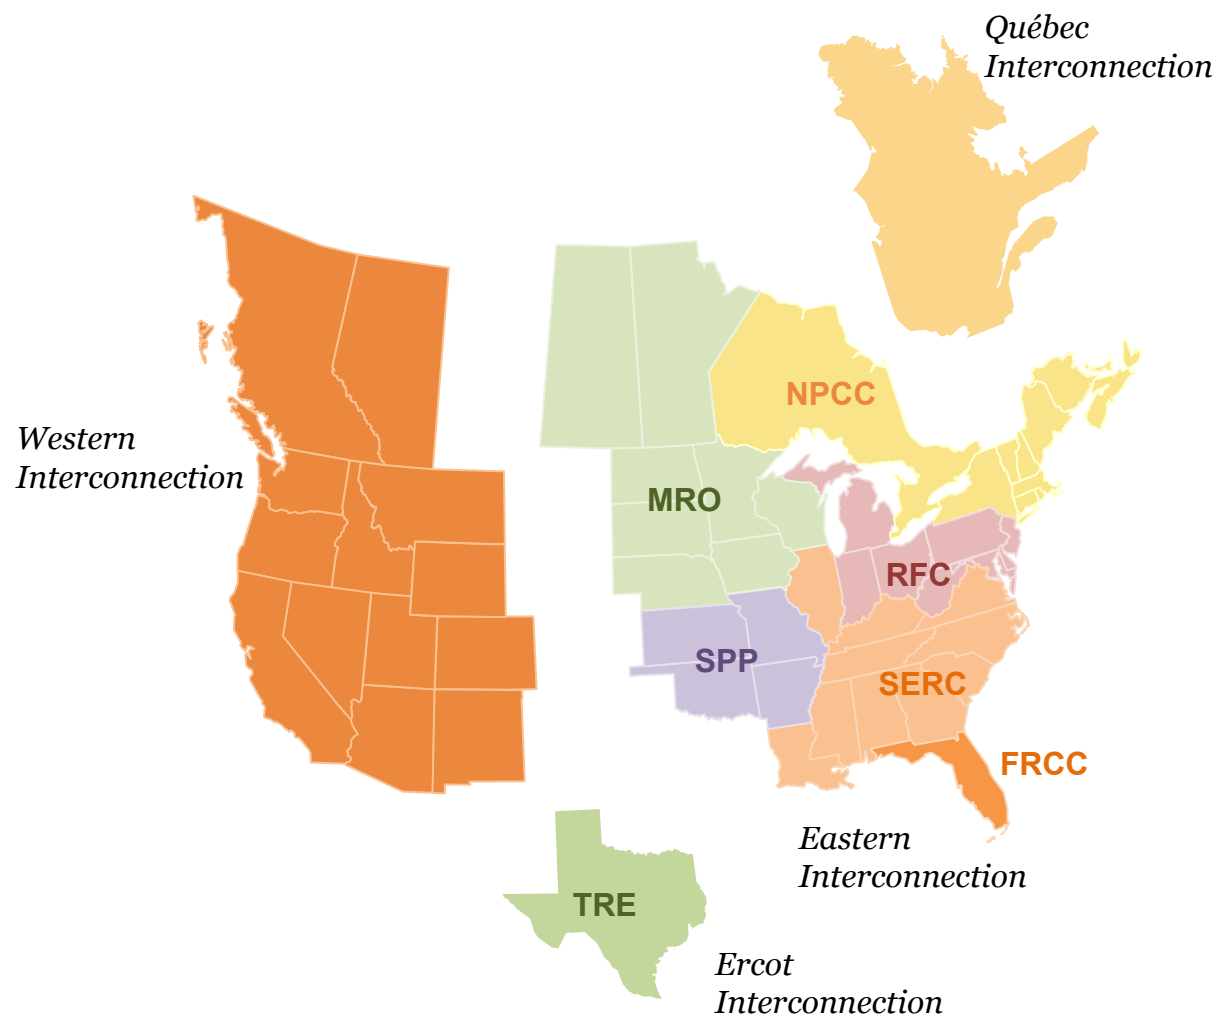 Québec
Interconnection
NPCC
Western
Interconnection
MRO
RFC
SPP
SERC
FRCC
Eastern
Interconnection
TRE
Ercot
Interconnection